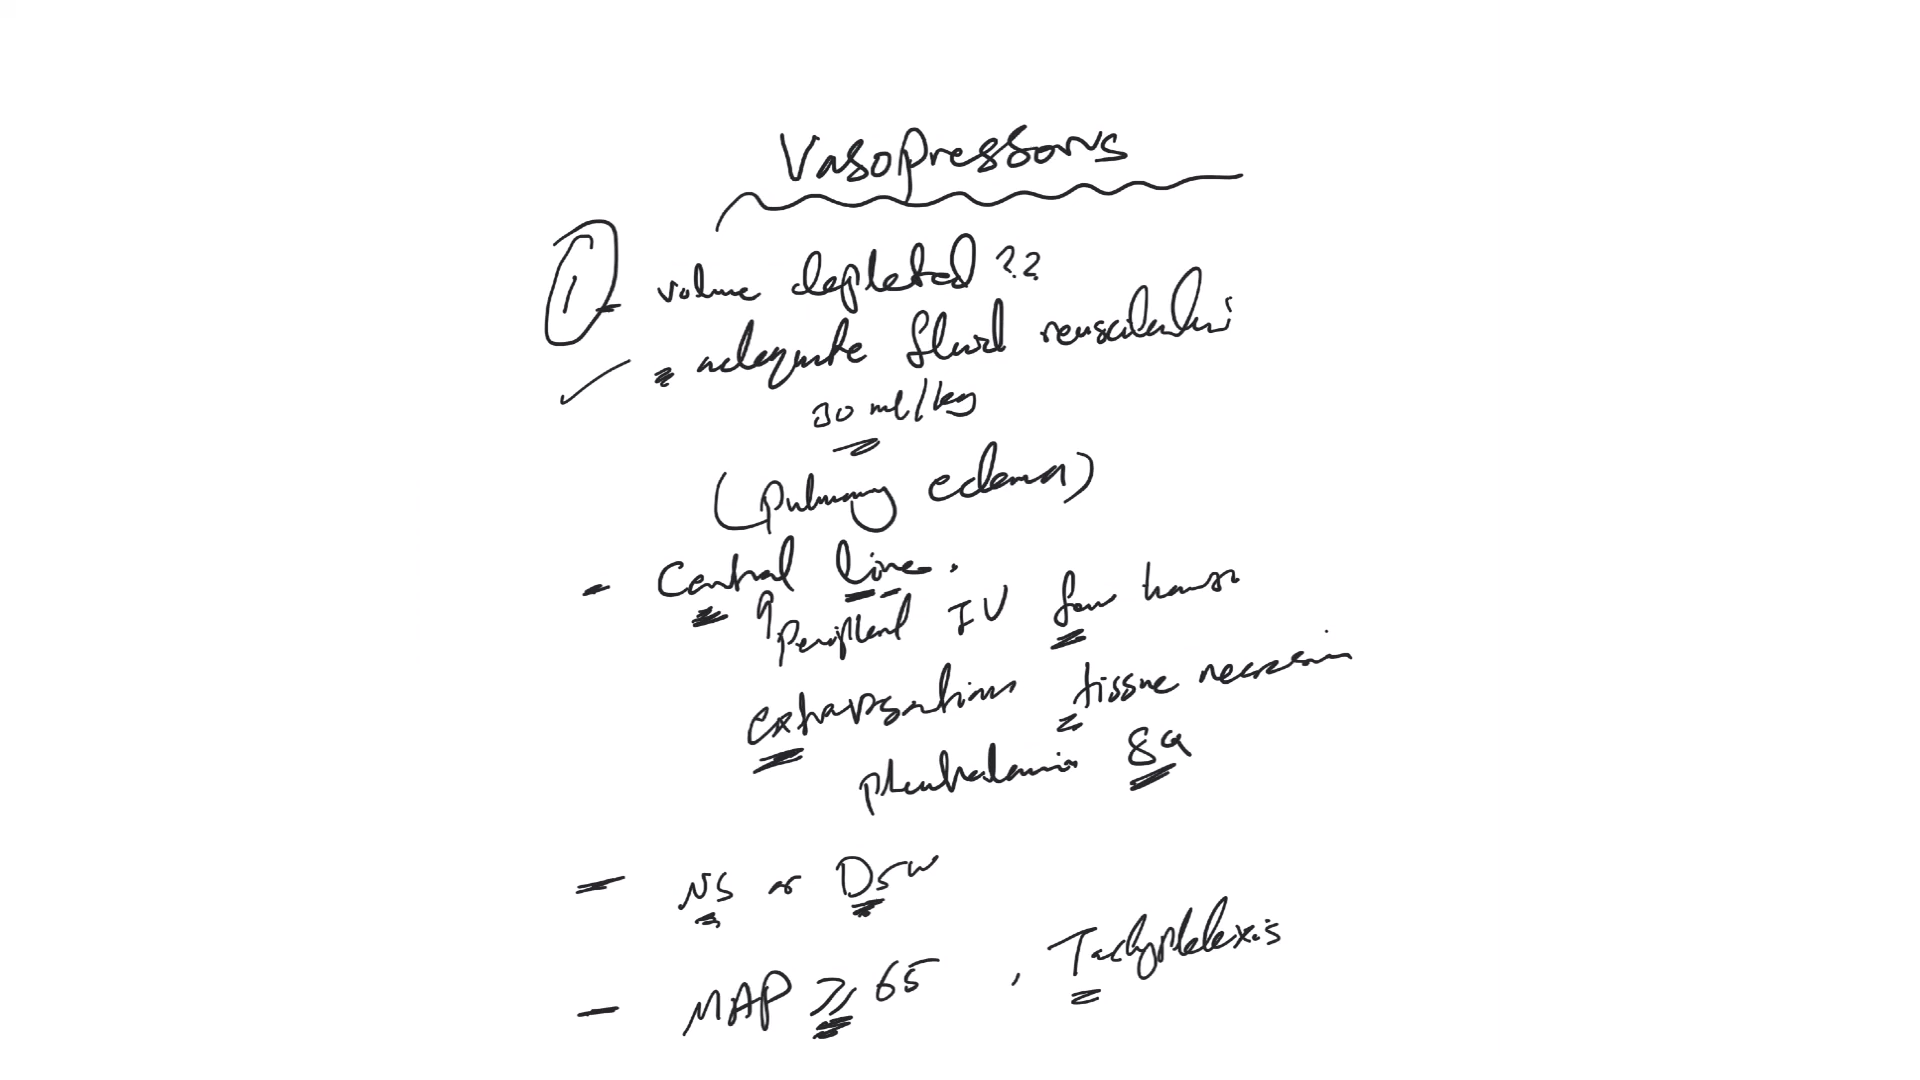 Vasopressors
1 - volume depleted ??
= adequate fluid resuscitation
30 ml/kg
(pulmonary edema)
- Central line.
Peripheral IV few hours
extravasation tissue necrosis
phentolamine
- NS or D5W
- MAP ≥ 65 , Tachyphylaxis